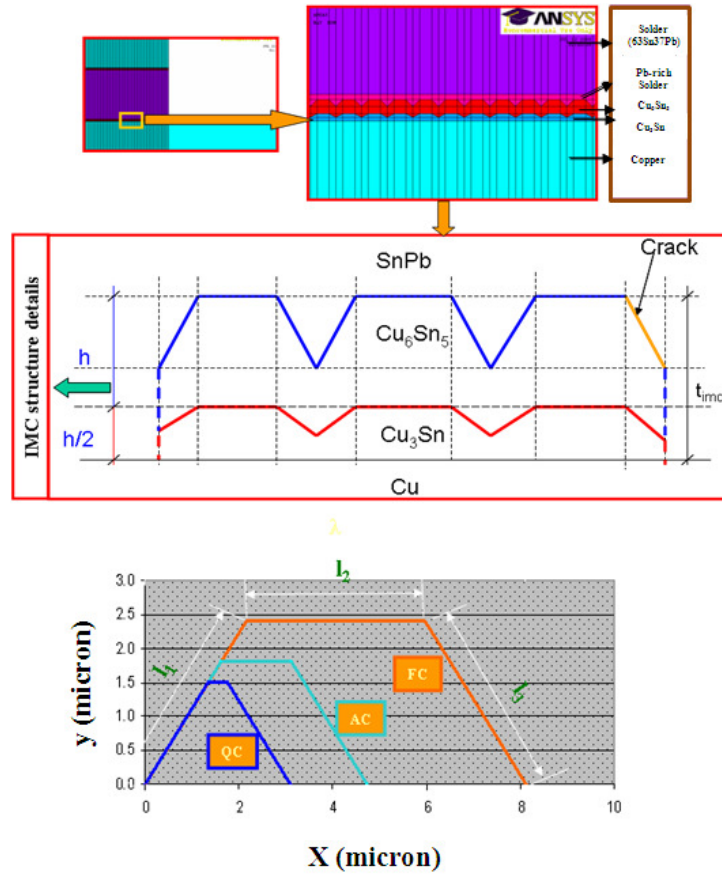 ANSYS
Solder
(63Sn37Pb)
Pb-rich
Solder
Cu₆Sn₅
Cu₃Sn
Copper
IMC structure details
SnPb
Crack
h
Cu₆Sn₅
t_imc
h/2
Cu₃Sn
Cu
λ
l₂
3.0
2.5
2.0
1.5
1.0
0.5
0.0
y (micron)
l₁
l₃
FC
AC
QC
0
2
4
6
8
10
X (micron)